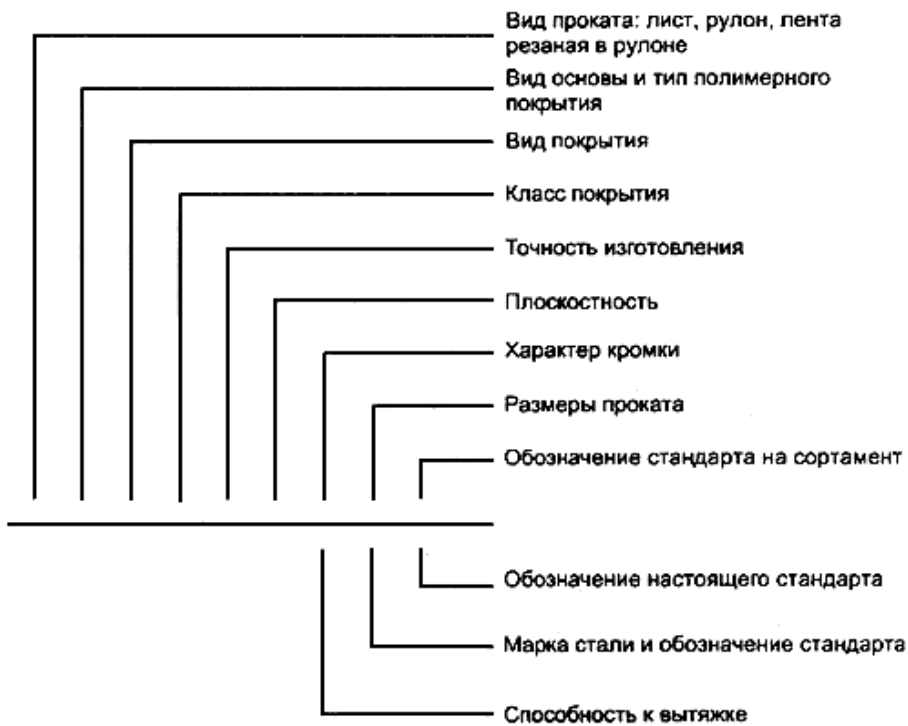 Вид проката: лист, рулон, лента
резаная в рулоне
Вид основы и тип полимерного
покрытия
Вид покрытия
Класс покрытия
Точность изготовления
Плоскостность
Характер кромки
Размеры проката
Обозначение стандарта на сортамент
Обозначение настоящего стандарта
Марка стали и обозначение стандарта
Способность к вытяжке